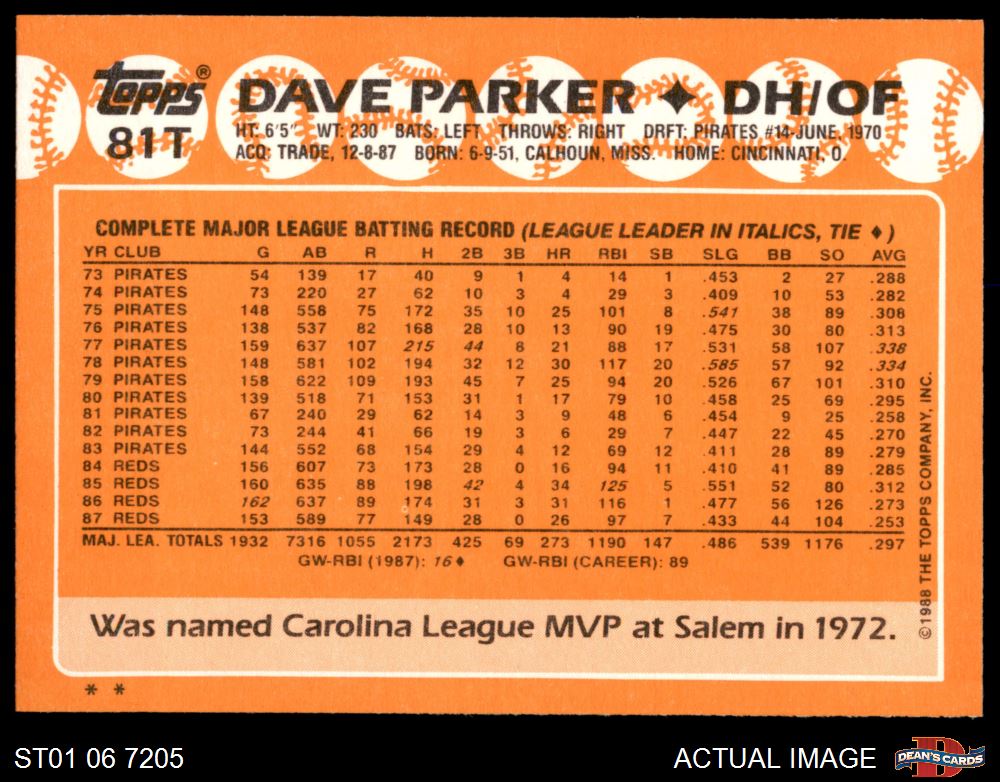 Topps® DAVE PARKER ✦ DH/OF
81T HT: 6'5" WT: 230 BATS: LEFT THROWS: RIGHT DRFT: PIRATES #14-JUNE, 1970
ACQ: TRADE, 12-8-87 BORN: 6-9-51, CALHOUN, MISS. HOME: CINCINNATI, O.
COMPLETE MAJOR LEAGUE BATTING RECORD (LEAGUE LEADER IN ITALICS, TIE ♦)
YR CLUB G AB R H 2B 3B HR RBI SB SLG BB SO AVG
73 PIRATES 54 139 17 40 9 1 4 14 1 .453 2 27 .288
74 PIRATES 73 220 27 62 10 3 4 29 3 .409 10 53 .282
75 PIRATES 148 558 75 172 35 10 25 101 8 .541 38 89 .308
76 PIRATES 138 537 82 168 28 10 13 90 19 .475 30 80 .313
77 PIRATES 159 637 107 215 44 8 21 88 17 .531 58 107 .338
78 PIRATES 148 581 102 194 32 12 30 117 20 .585 57 92 .334
79 PIRATES 158 622 109 193 45 7 25 94 20 .526 67 101 .310
80 PIRATES 139 518 71 153 31 1 17 79 10 .458 25 69 .295
81 PIRATES 67 240 29 62 14 3 9 48 6 .454 9 25 .258
82 PIRATES 73 244 41 66 19 3 6 29 7 .447 22 45 .270
83 PIRATES 144 552 68 154 29 4 12 69 12 .411 28 89 .279
84 REDS 156 607 73 173 28 0 16 94 11 .410 41 89 .285
85 REDS 160 635 88 198 42 4 34 125 5 .551 52 80 .312
86 REDS 162 637 89 174 31 3 31 116 1 .477 56 126 .273
87 REDS 153 589 77 149 28 0 26 97 7 .433 44 104 .253
MAJ. LEA. TOTALS 1932 7316 1055 2173 425 69 273 1190 147 .486 539 1176 .297
GW-RBI (1987): 16♦ GW-RBI (CAREER): 89
©1988 THE TOPPS COMPANY, INC.
Was named Carolina League MVP at Salem in 1972.
* *
ST01 06 7205 ACTUAL IMAGE DEAN'S CARDS